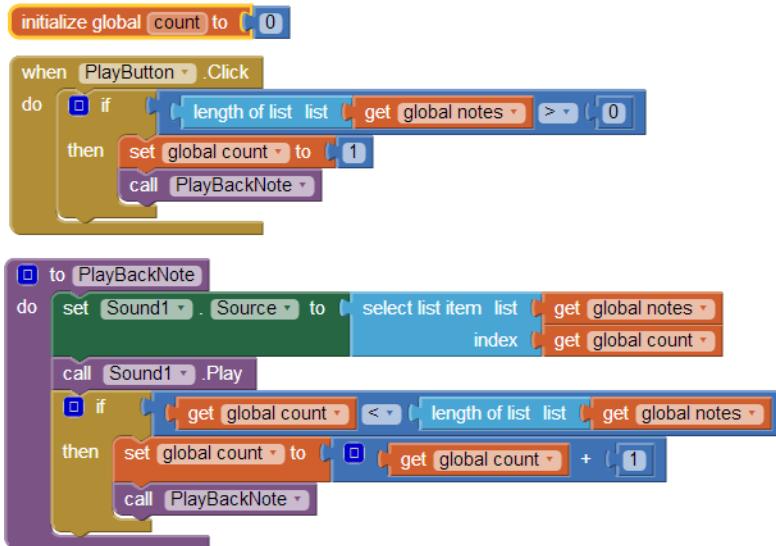 initialize global count to 0
when PlayButton .Click
do if length of list list get global notes > 0
then set global count to 1
call PlayBackNote
to PlayBackNote
do set Sound1 . Source to select list item list get global notes
index get global count
call Sound1 .Play
if get global count < length of list list get global notes
then set global count to get global count + 1
call PlayBackNote